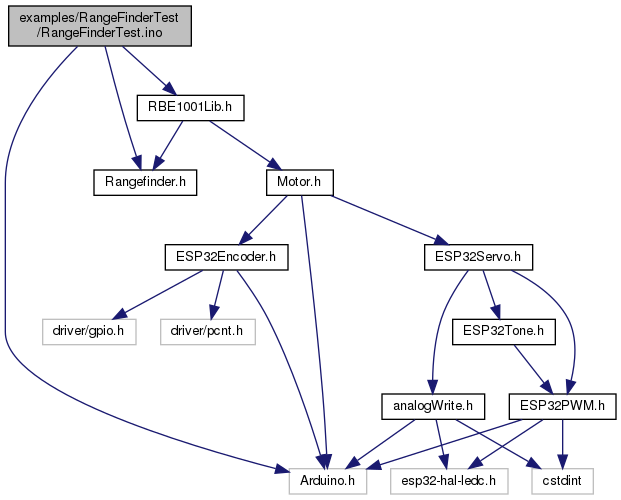 examples/RangeFinderTest
/RangeFinderTest.ino
RBE1001Lib.h
Rangefinder.h
Motor.h
ESP32Encoder.h
ESP32Servo.h
driver/gpio.h
driver/pcnt.h
ESP32Tone.h
analogWrite.h
ESP32PWM.h
Arduino.h
esp32-hal-ledc.h
cstdint